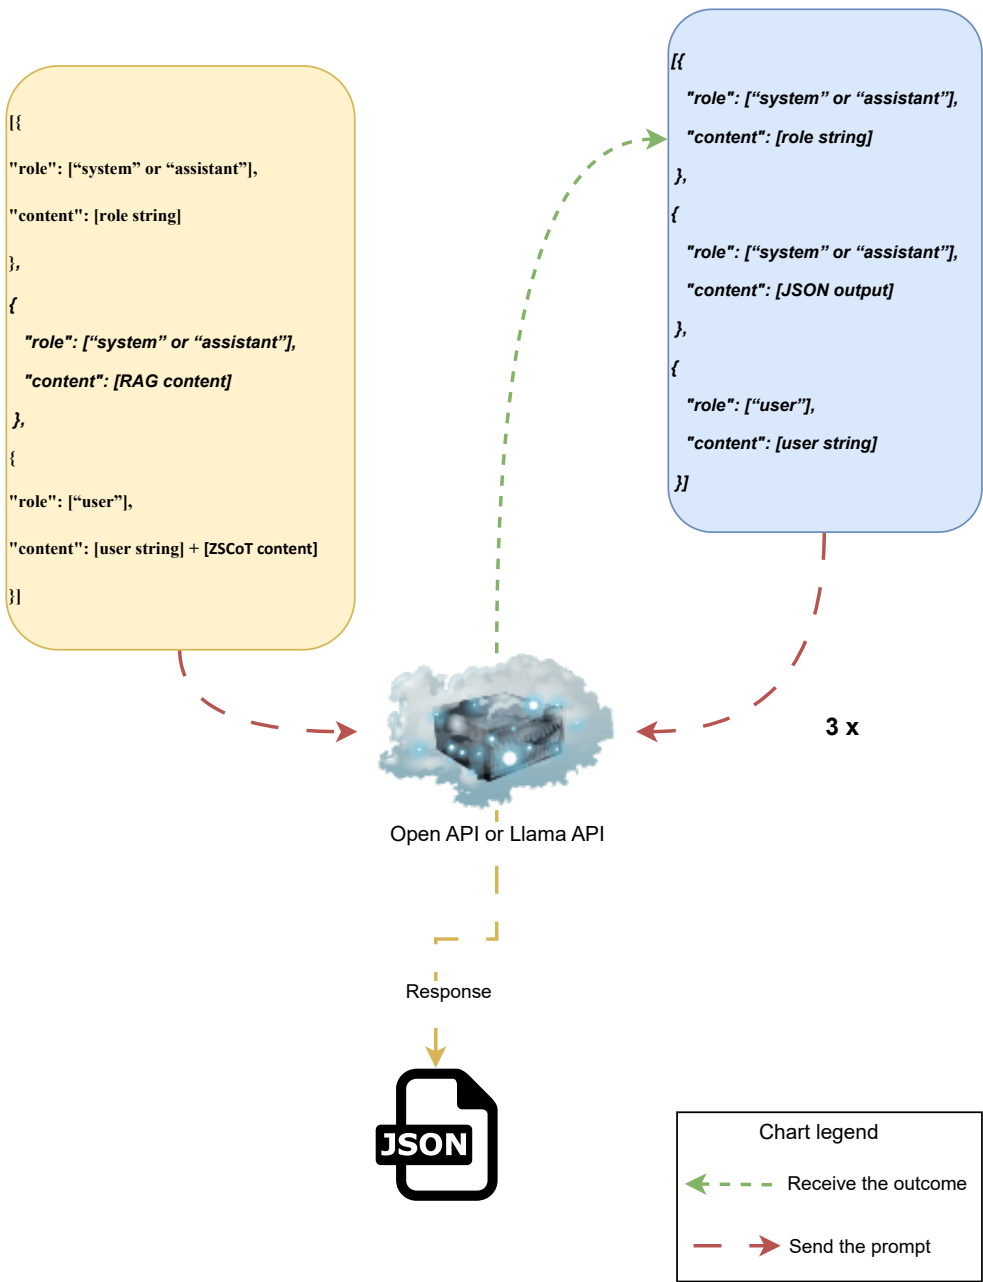 [{
"role": [“system” or “assistant”],
"content": [role string]
},
{
"role": [“system” or “assistant”],
"content": [RAG content]
},
{
"role": [“user”],
"content": [user string] + [ZSCoT content]
}]
[{
"role": [“system” or “assistant”],
"content": [role string]
},
{
"role": [“system” or “assistant”],
"content": [JSON output]
},
{
"role": [“user”],
"content": [user string]
}]
3 x
Open API or Llama API
Response
JSON
Chart legend
Receive the outcome
Send the prompt